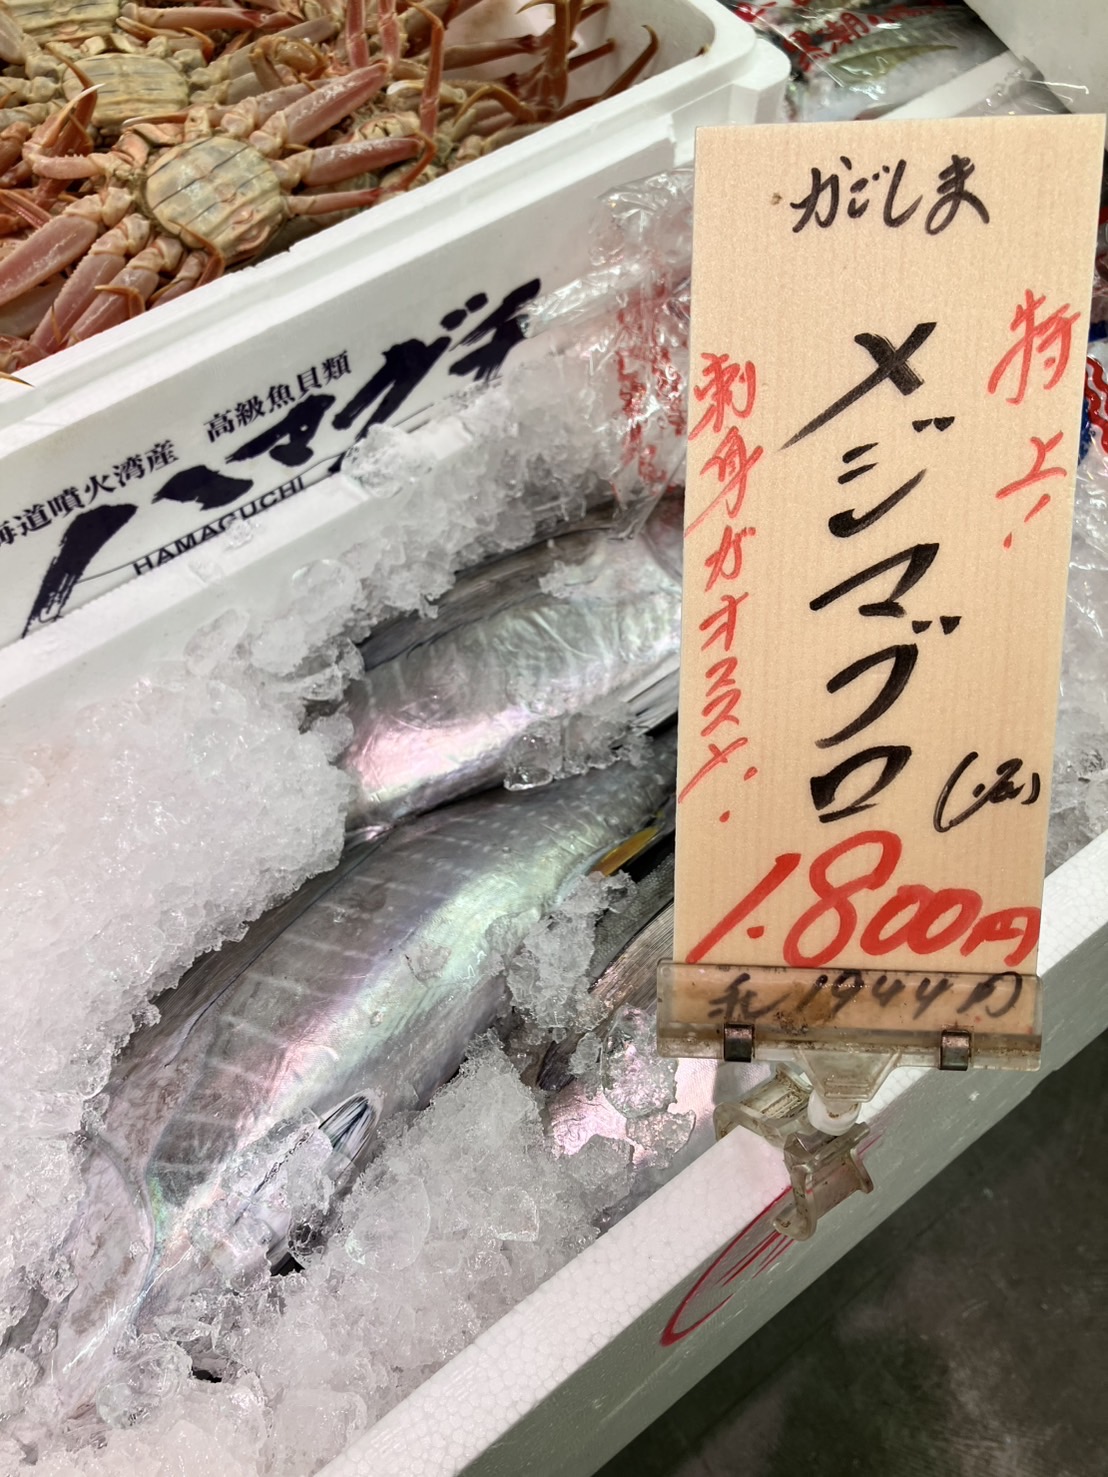 かごしま
特上!
メジマグロ
刺身がオススメ!
1.800円
税1944円
高級魚貝類
海道噴火湾産
ハマグチ
HAMAGUCHI